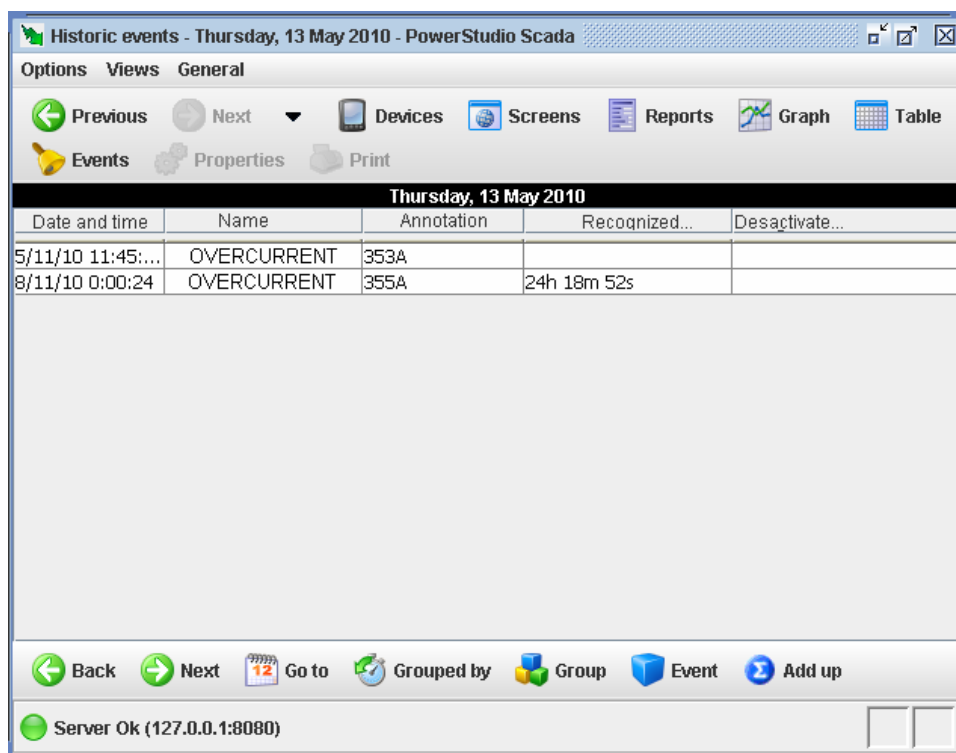 Historic events - Thursday, 13 May 2010 - PowerStudio Scada
Options Views General
Previous Next Devices Screens Reports Graph Table
Events Properties Print
Thursday, 13 May 2010
Date and time Name Annotation Recognized... Desactivate...
5/11/10 11:45:... OVERCURRENT 353A
8/11/10 0:00:24 OVERCURRENT 355A 24h 18m 52s
Back Next 12 Go to Grouped by Group Event Σ Add up
Server Ok (127.0.0.1:8080)